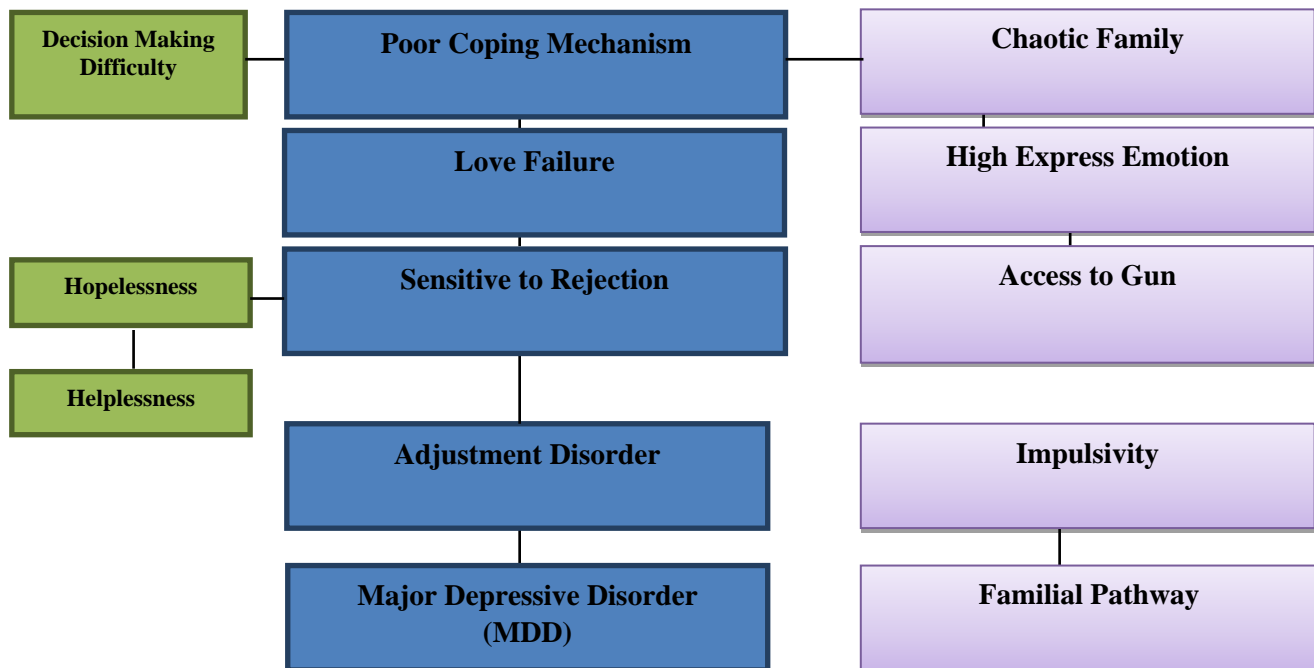 Decision Making
Difficulty
Poor Coping Mechanism
Chaotic Family
Love Failure
High Express Emotion
Hopelessness
Sensitive to Rejection
Access to Gun
Helplessness
Adjustment Disorder
Impulsivity
Major Depressive Disorder
(MDD)
Familial Pathway